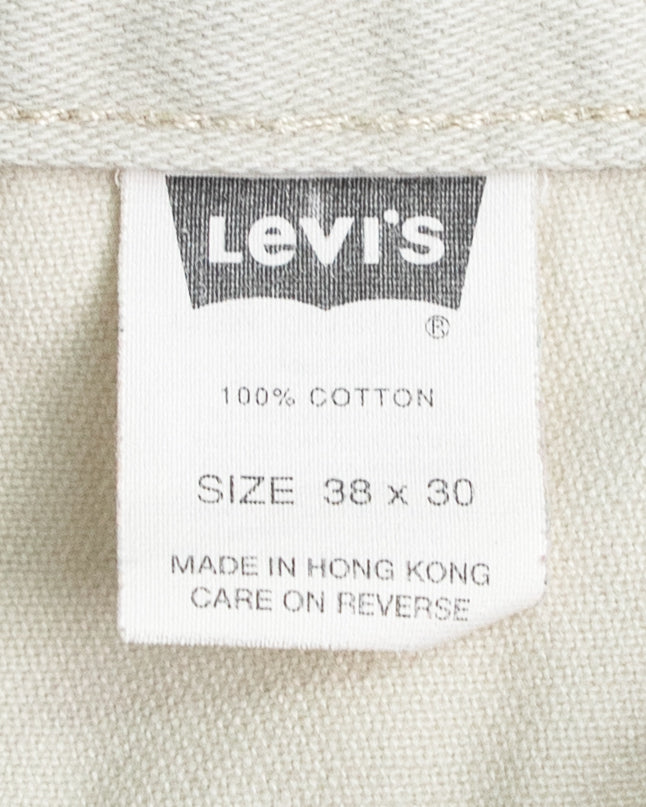 Levi's
®
100% COTTON
SIZE 38 x 30
MADE IN HONG KONG
CARE ON REVERSE